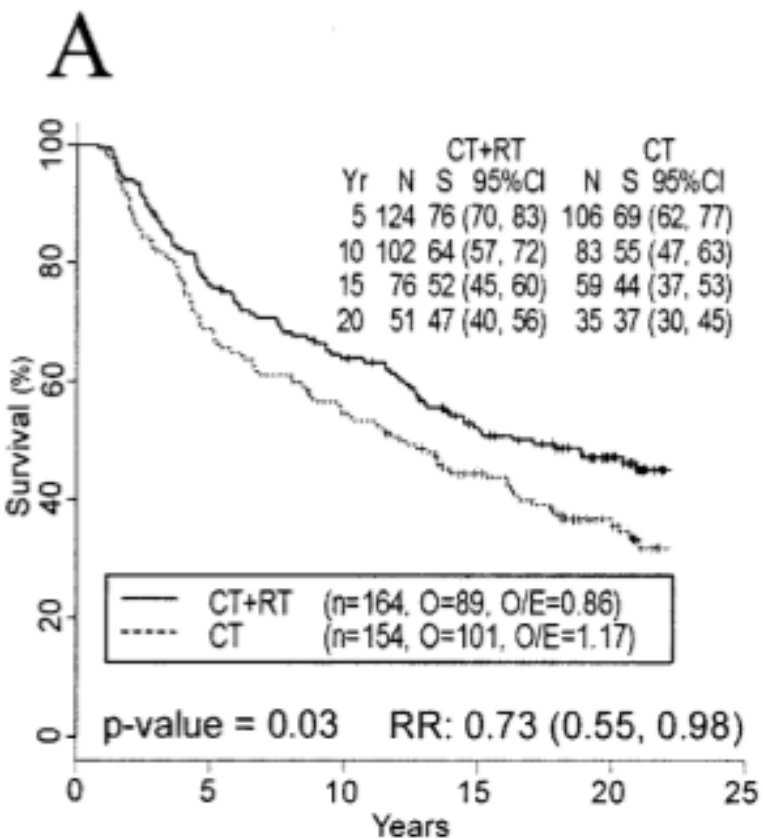 A
CT+RT CT
Yr N S 95%CI N S 95%CI
5 124 76 (70, 83) 106 69 (62, 77)
10 102 64 (57, 72) 83 55 (47, 63)
15 76 52 (45, 60) 59 44 (37, 53)
20 51 47 (40, 56) 35 37 (30, 45)
100
80
60
40
20
0
Survival (%)
CT+RT (n=164, O=89, O/E=0.86)
CT (n=154, O=101, O/E=1.17)
p-value = 0.03 RR: 0.73 (0.55, 0.98)
0 5 10 15 20 25
Years